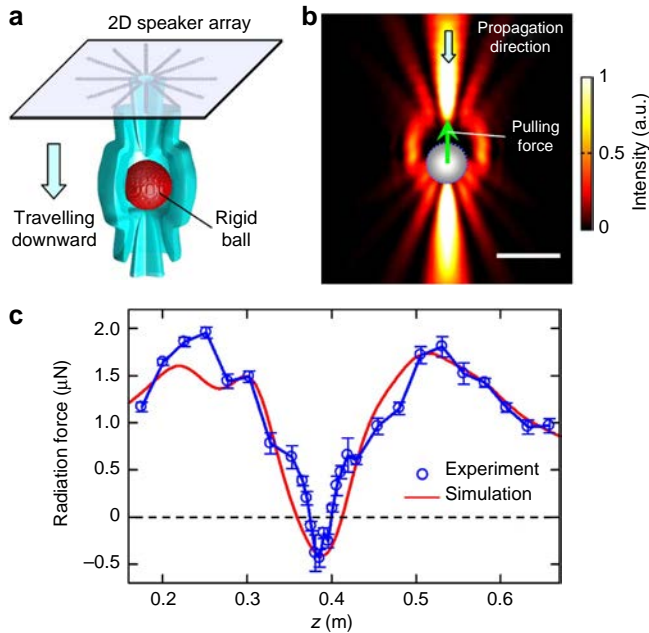 a
2D speaker array
Travelling
downward
Rigid
ball
b
Propagation
direction
Pulling
force
1
0.5
0
Intensity (a.u.)
c
2.0
1.5
1.0
0.5
0
–0.5
Radiation force (μN)
Experiment
Simulation
0.2
0.3
0.4
0.5
0.6
z (m)